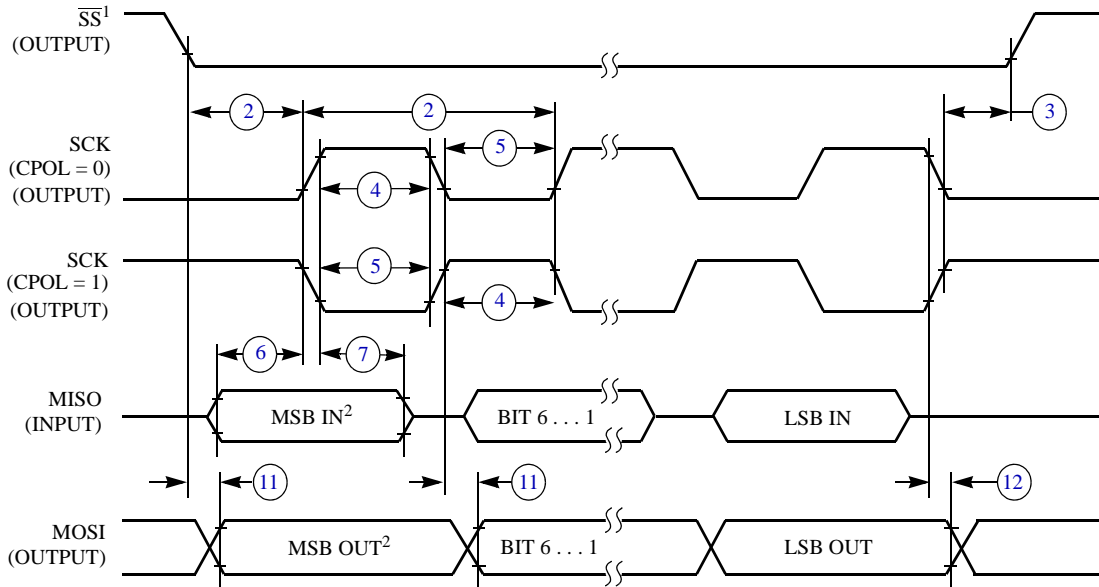 SS¹
(OUTPUT)
2
2
3
SCK
(CPOL = 0)
(OUTPUT)
5
4
SCK
(CPOL = 1)
(OUTPUT)
5
4
6
7
MISO
(INPUT)
MSB IN²
BIT 6 . . . 1
LSB IN
11
11
12
MOSI
(OUTPUT)
MSB OUT²
BIT 6 . . . 1
LSB OUT